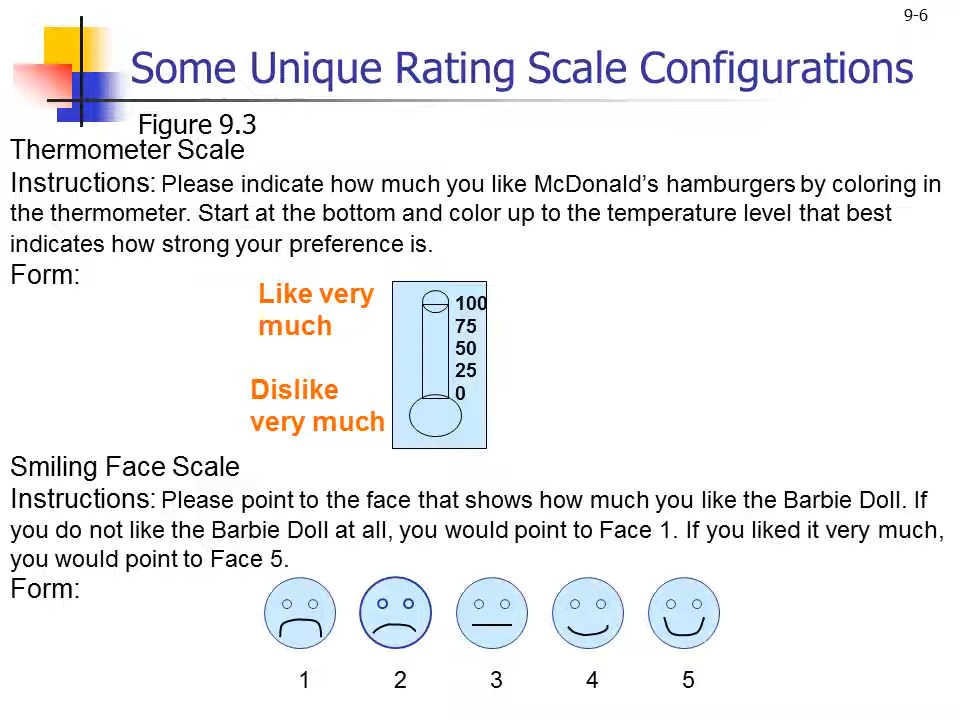 9-6
Some Unique Rating Scale Configurations
Figure 9.3
Thermometer Scale
Instructions: Please indicate how much you like McDonald’s hamburgers by coloring in
the thermometer. Start at the bottom and color up to the temperature level that best
indicates how strong your preference is.
Form:
Like very
much
100
75
50
25
0
Dislike
very much
Smiling Face Scale
Instructions: Please point to the face that shows how much you like the Barbie Doll. If
you do not like the Barbie Doll at all, you would point to Face 1. If you liked it very much,
you would point to Face 5.
Form:
1 2 3 4 5